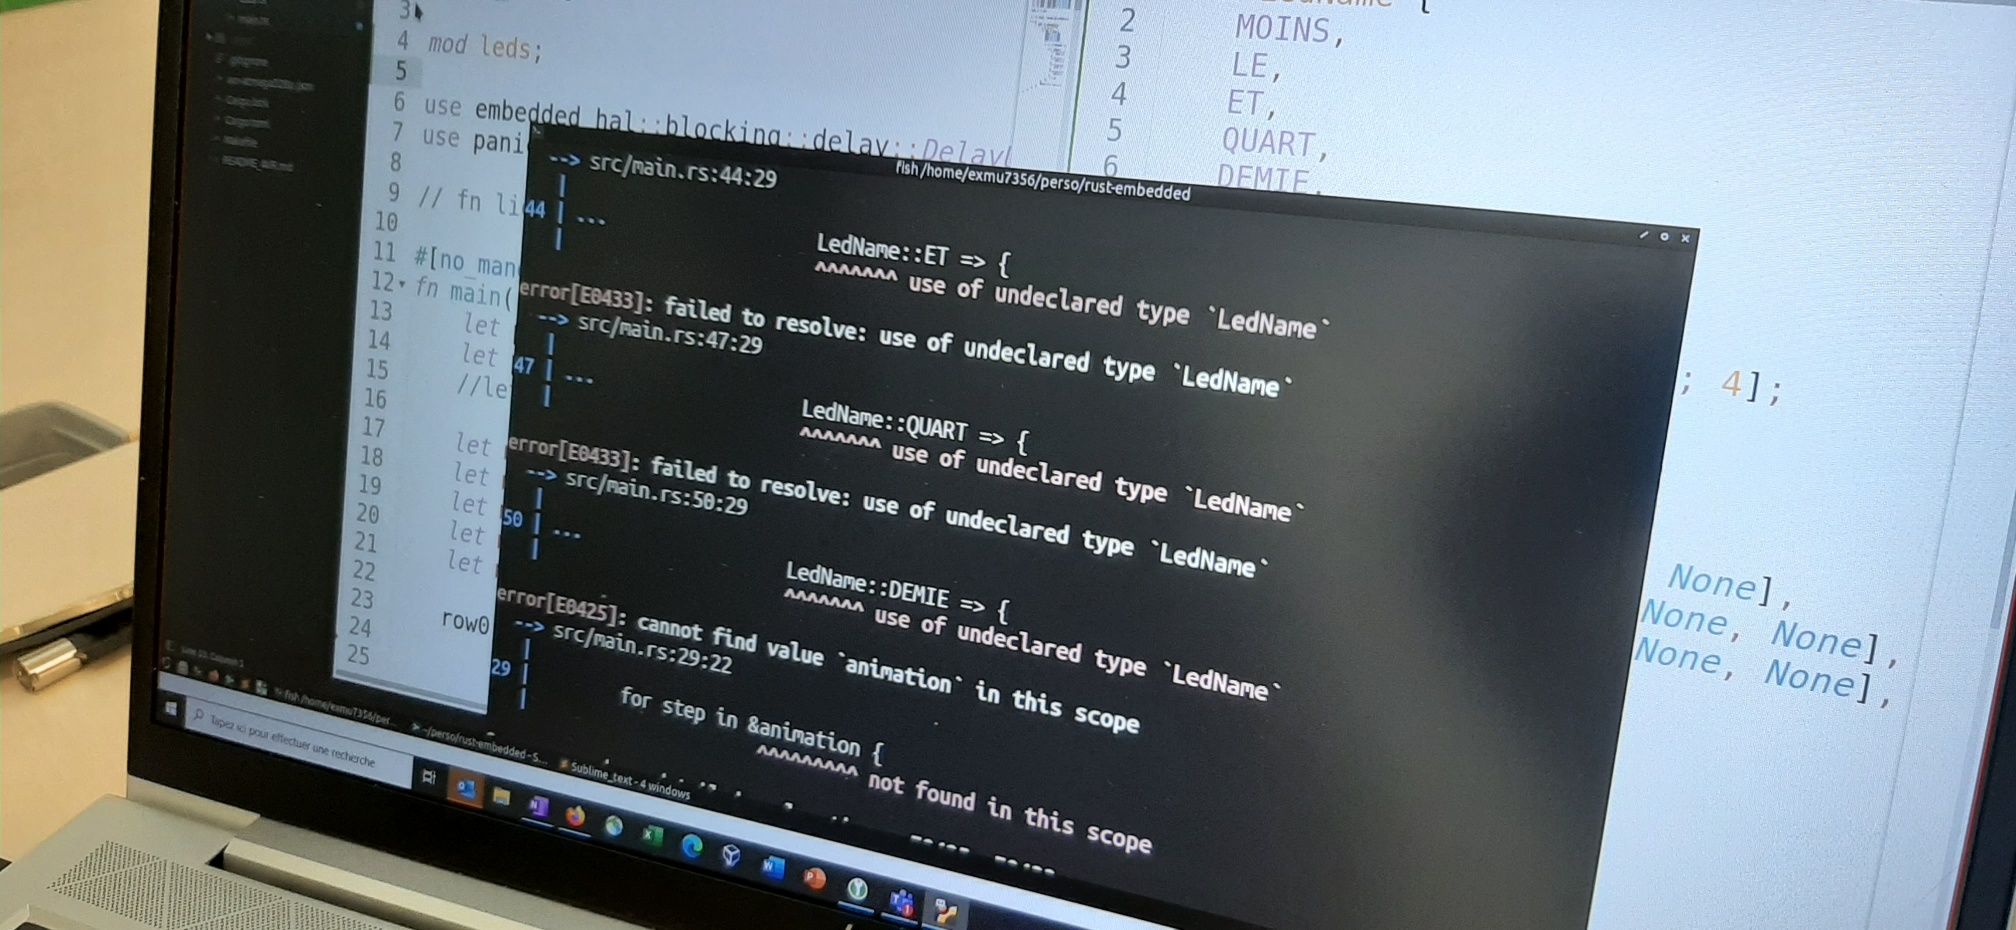 3
4 mod leds;
5
6 use embedded_hal::blocking::delay::Delay
7 use pani
8
9 // fn li
10
11 #[no_man
12 fn main(
13 let
14 let
15 //le
16
17 let
18 let
19 let
20 let
21 let
22
23
24 row0
25
2 MOINS,
3 LE,
4 ET,
5 QUART,
6 DEMIE,
; 4];
None],
None, None],
None, None],
fish /home/exmu7356/perso/rust-embedded
--> src/main.rs:44:29
|
44 | ...
|
LedName::ET => {
^^^^^^^ use of undeclared type `LedName`
error[E0433]: failed to resolve: use of undeclared type `LedName`
--> src/main.rs:47:29
|
47 | ...
|
LedName::QUART => {
^^^^^^^ use of undeclared type `LedName`
error[E0433]: failed to resolve: use of undeclared type `LedName`
--> src/main.rs:50:29
|
50 | ...
|
LedName::DEMIE => {
^^^^^^^ use of undeclared type `LedName`
error[E0425]: cannot find value `animation` in this scope
--> src/main.rs:29:22
|
29 |
|
for step in &animation {
^^^^^^^^^ not found in this scope
fish /home/exmu7356/per...
~/perso/rust-embedded - S...
Sublime_text - 4 windows
Tapez ici pour effectuer une recherche